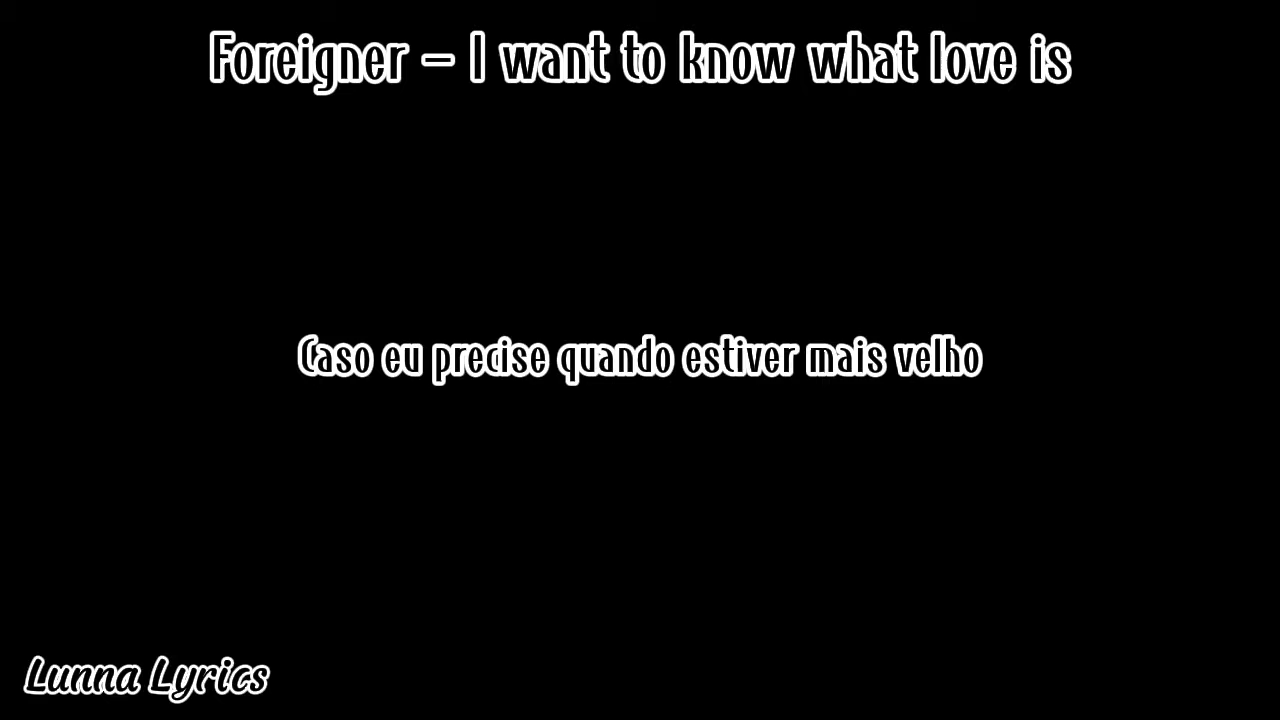 Foreigner - I want to know what love is
Caso eu precise quando estiver mais velho
Lunna Lyrics